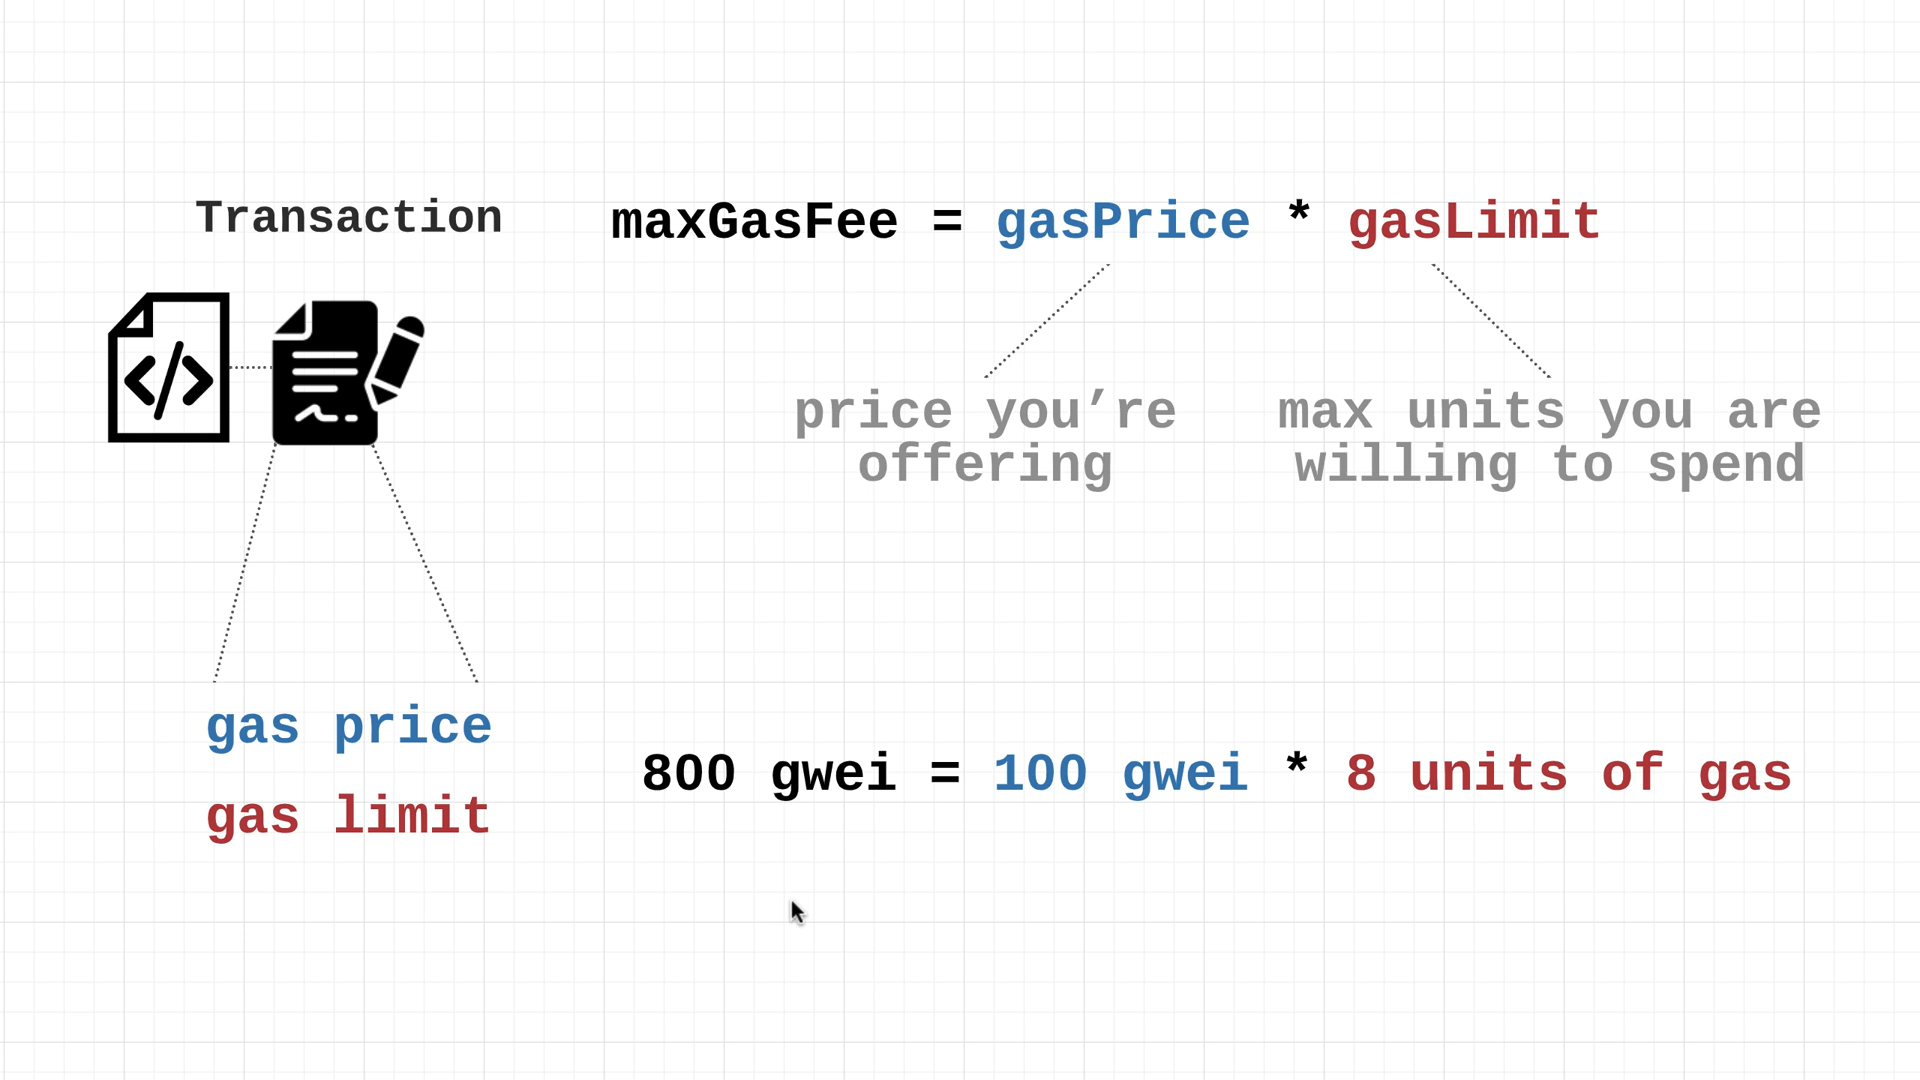 Transaction
maxGasFee = gasPrice * gasLimit
</>
price you’re
offering
max units you are
willing to spend
gas price
gas limit
800 gwei = 100 gwei * 8 units of gas